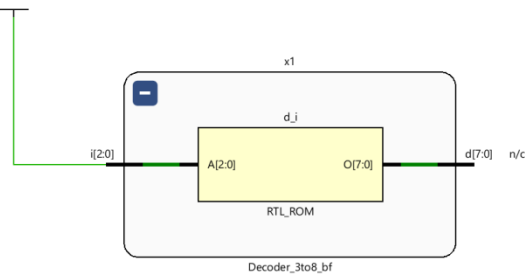 x1
d_i
i[2:0]
A[2:0]
O[7:0]
d[7:0]
n/c
RTL_ROM
Decoder_3to8_bf